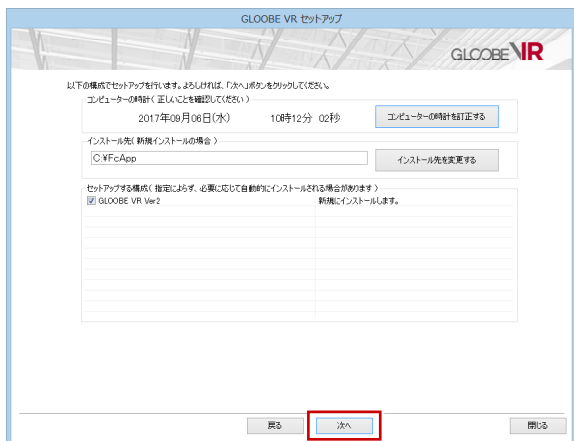 GLOOBE VR セットアップ
GLOOBE VR
以下の構成でセットアップを行います。よろしければ、「次へ」ボタンをクリックしてください。
コンピューターの時計( 正しいことを確認してください )
2017年09月06日(水) 10時12分 02秒 コンピューターの時計を訂正する
インストール先( 新規インストールの場合 )
C:¥FcApp インストール先を変更する
セットアップする構成( 指定によらず、必要に応じて自動的にインストールされる場合があります )
GLOOBE VR Ver2 新規にインストールします。
戻る 次へ 閉じる